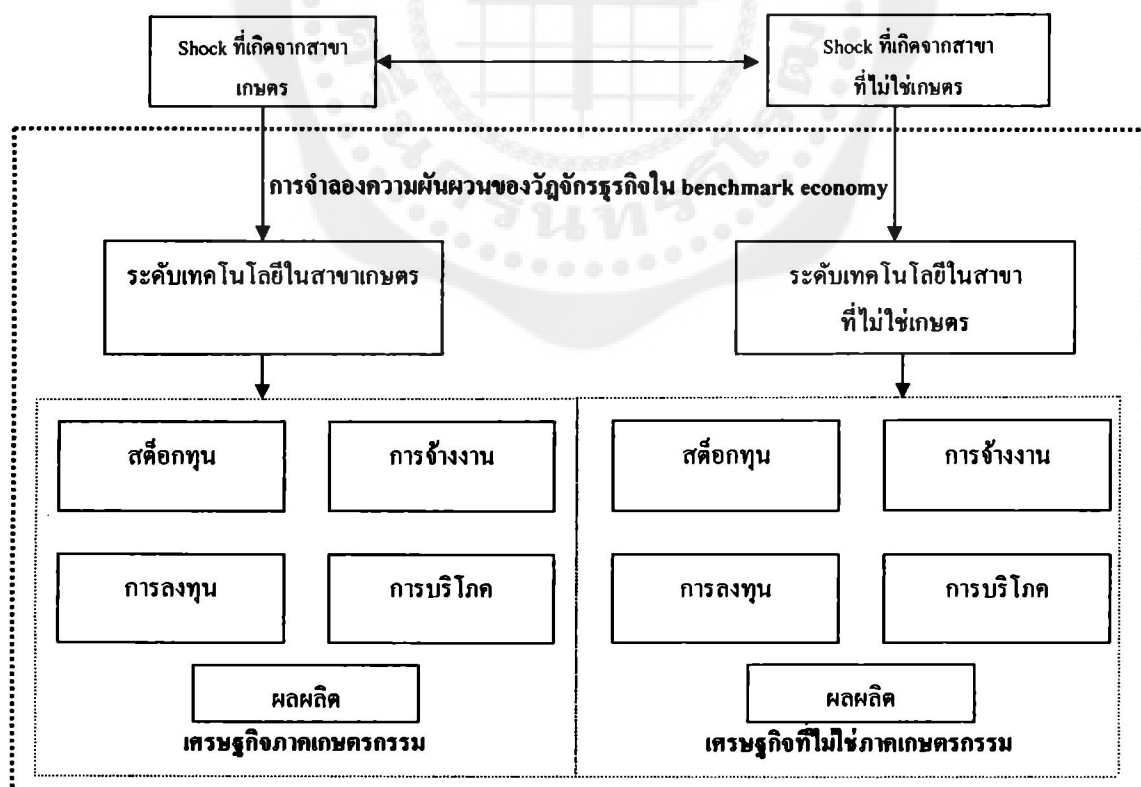 Shock ที่เกิดจากสาขา
เกษตร
Shock ที่เกิดจากสาขา
ที่ไม่ใช่เกษตร
การจำลองความผันผวนของวัฏจักรธุรกิจใน benchmark economy
ระดับเทคโนโลยีในสาขาเกษตร
ระดับเทคโนโลยีในสาขา
ที่ไม่ใช่เกษตร
สต็อกทุน
การจ้างงาน
สต็อกทุน
การจ้างงาน
การลงทุน
การบริโภค
การลงทุน
การบริโภค
ผลผลิต
ผลผลิต
เศรษฐกิจภาคเกษตรกรรม
เศรษฐกิจที่ไม่ใช่ภาคเกษตรกรรม